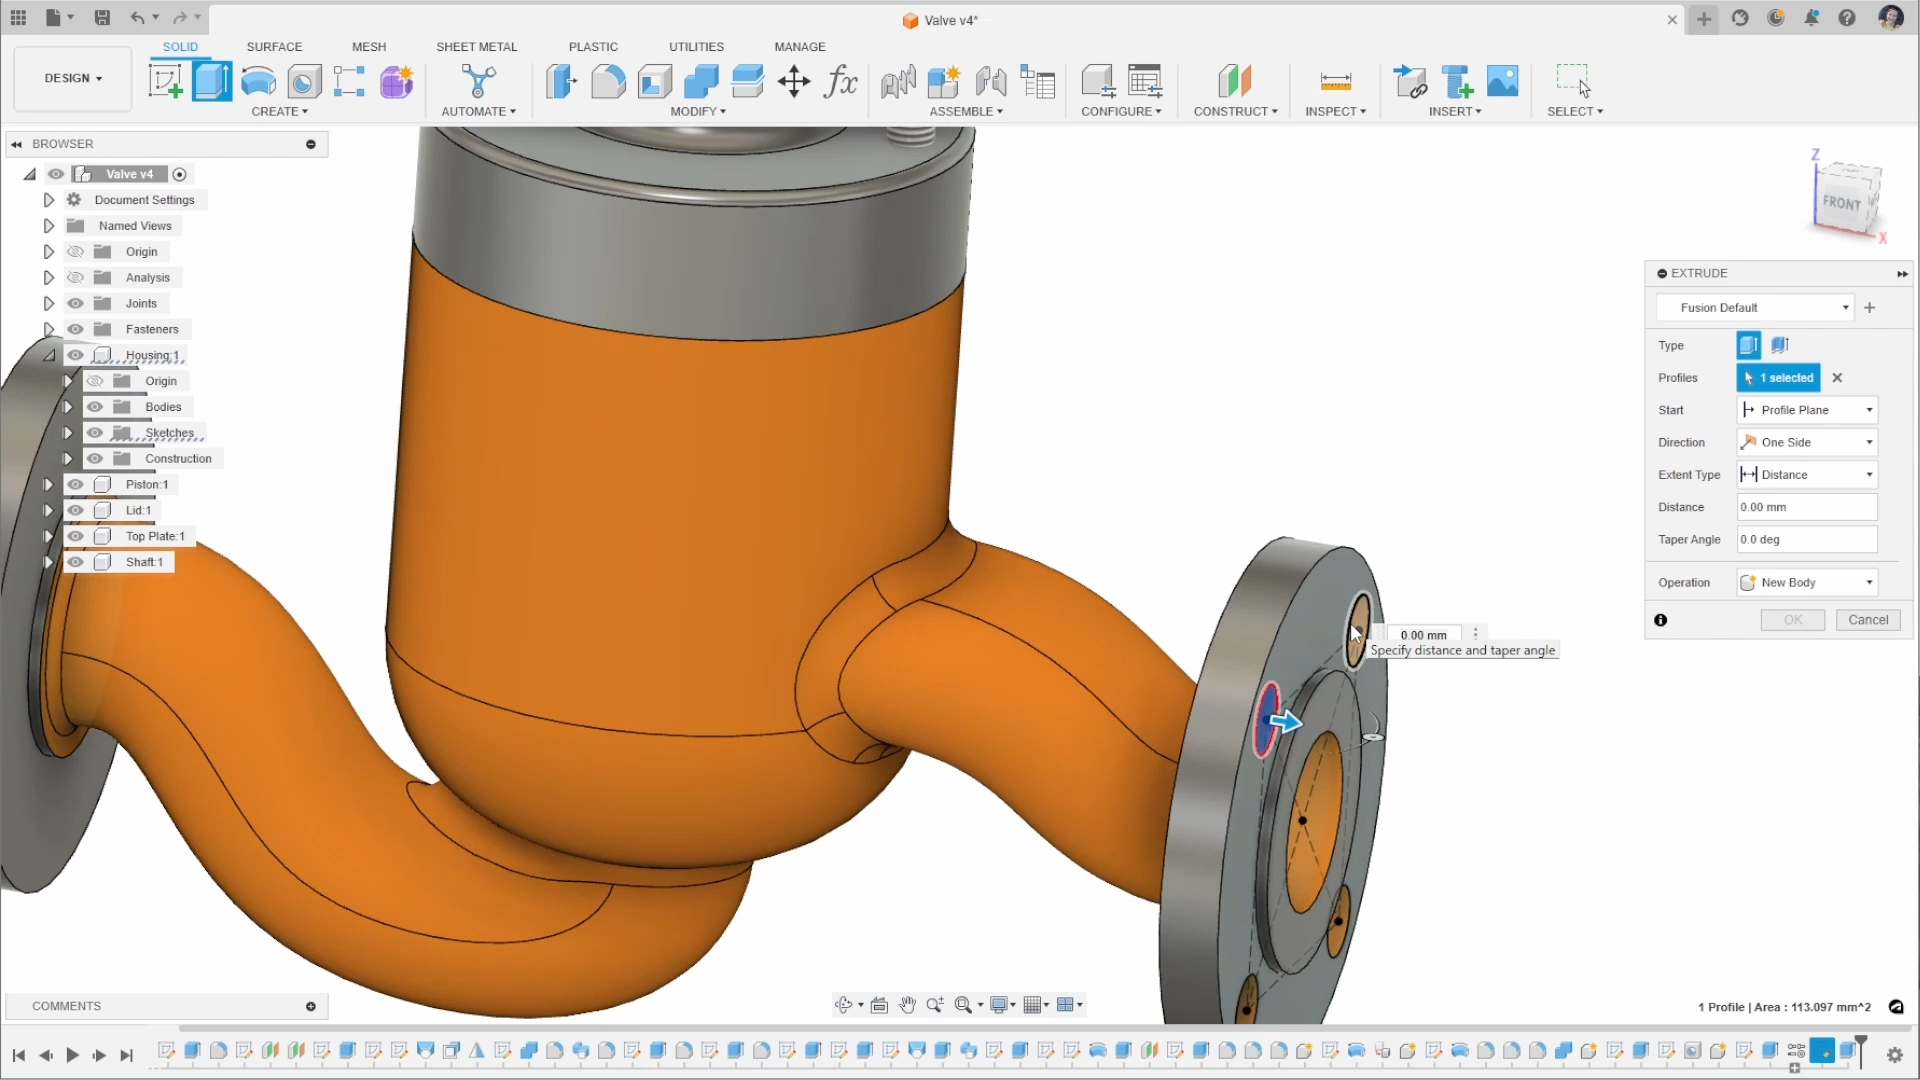 Valve v4*
SOLID SURFACE MESH SHEET METAL PLASTIC UTILITIES MANAGE
DESIGN
fx
CREATE AUTOMATE MODIFY ASSEMBLE CONFIGURE CONSTRUCT INSPECT INSERT SELECT
BROWSER
Valve v4
Document Settings
Named Views
Origin
Analysis
Joints
Fasteners
Housing:1
Origin
Bodies
Sketches
Construction
Piston:1
Lid:1
Top Plate:1
Shaft:1
Z
FRONT
X
EXTRUDE
Fusion Default
Type
Profiles 1 selected
Start Profile Plane
Direction One Side
Extent Type Distance
Distance 0.00 mm
Taper Angle 0.0 deg
Operation New Body
OK Cancel
0.00 mm
Specify distance and taper angle
COMMENTS
1 Profile | Area : 113.097 mm^2